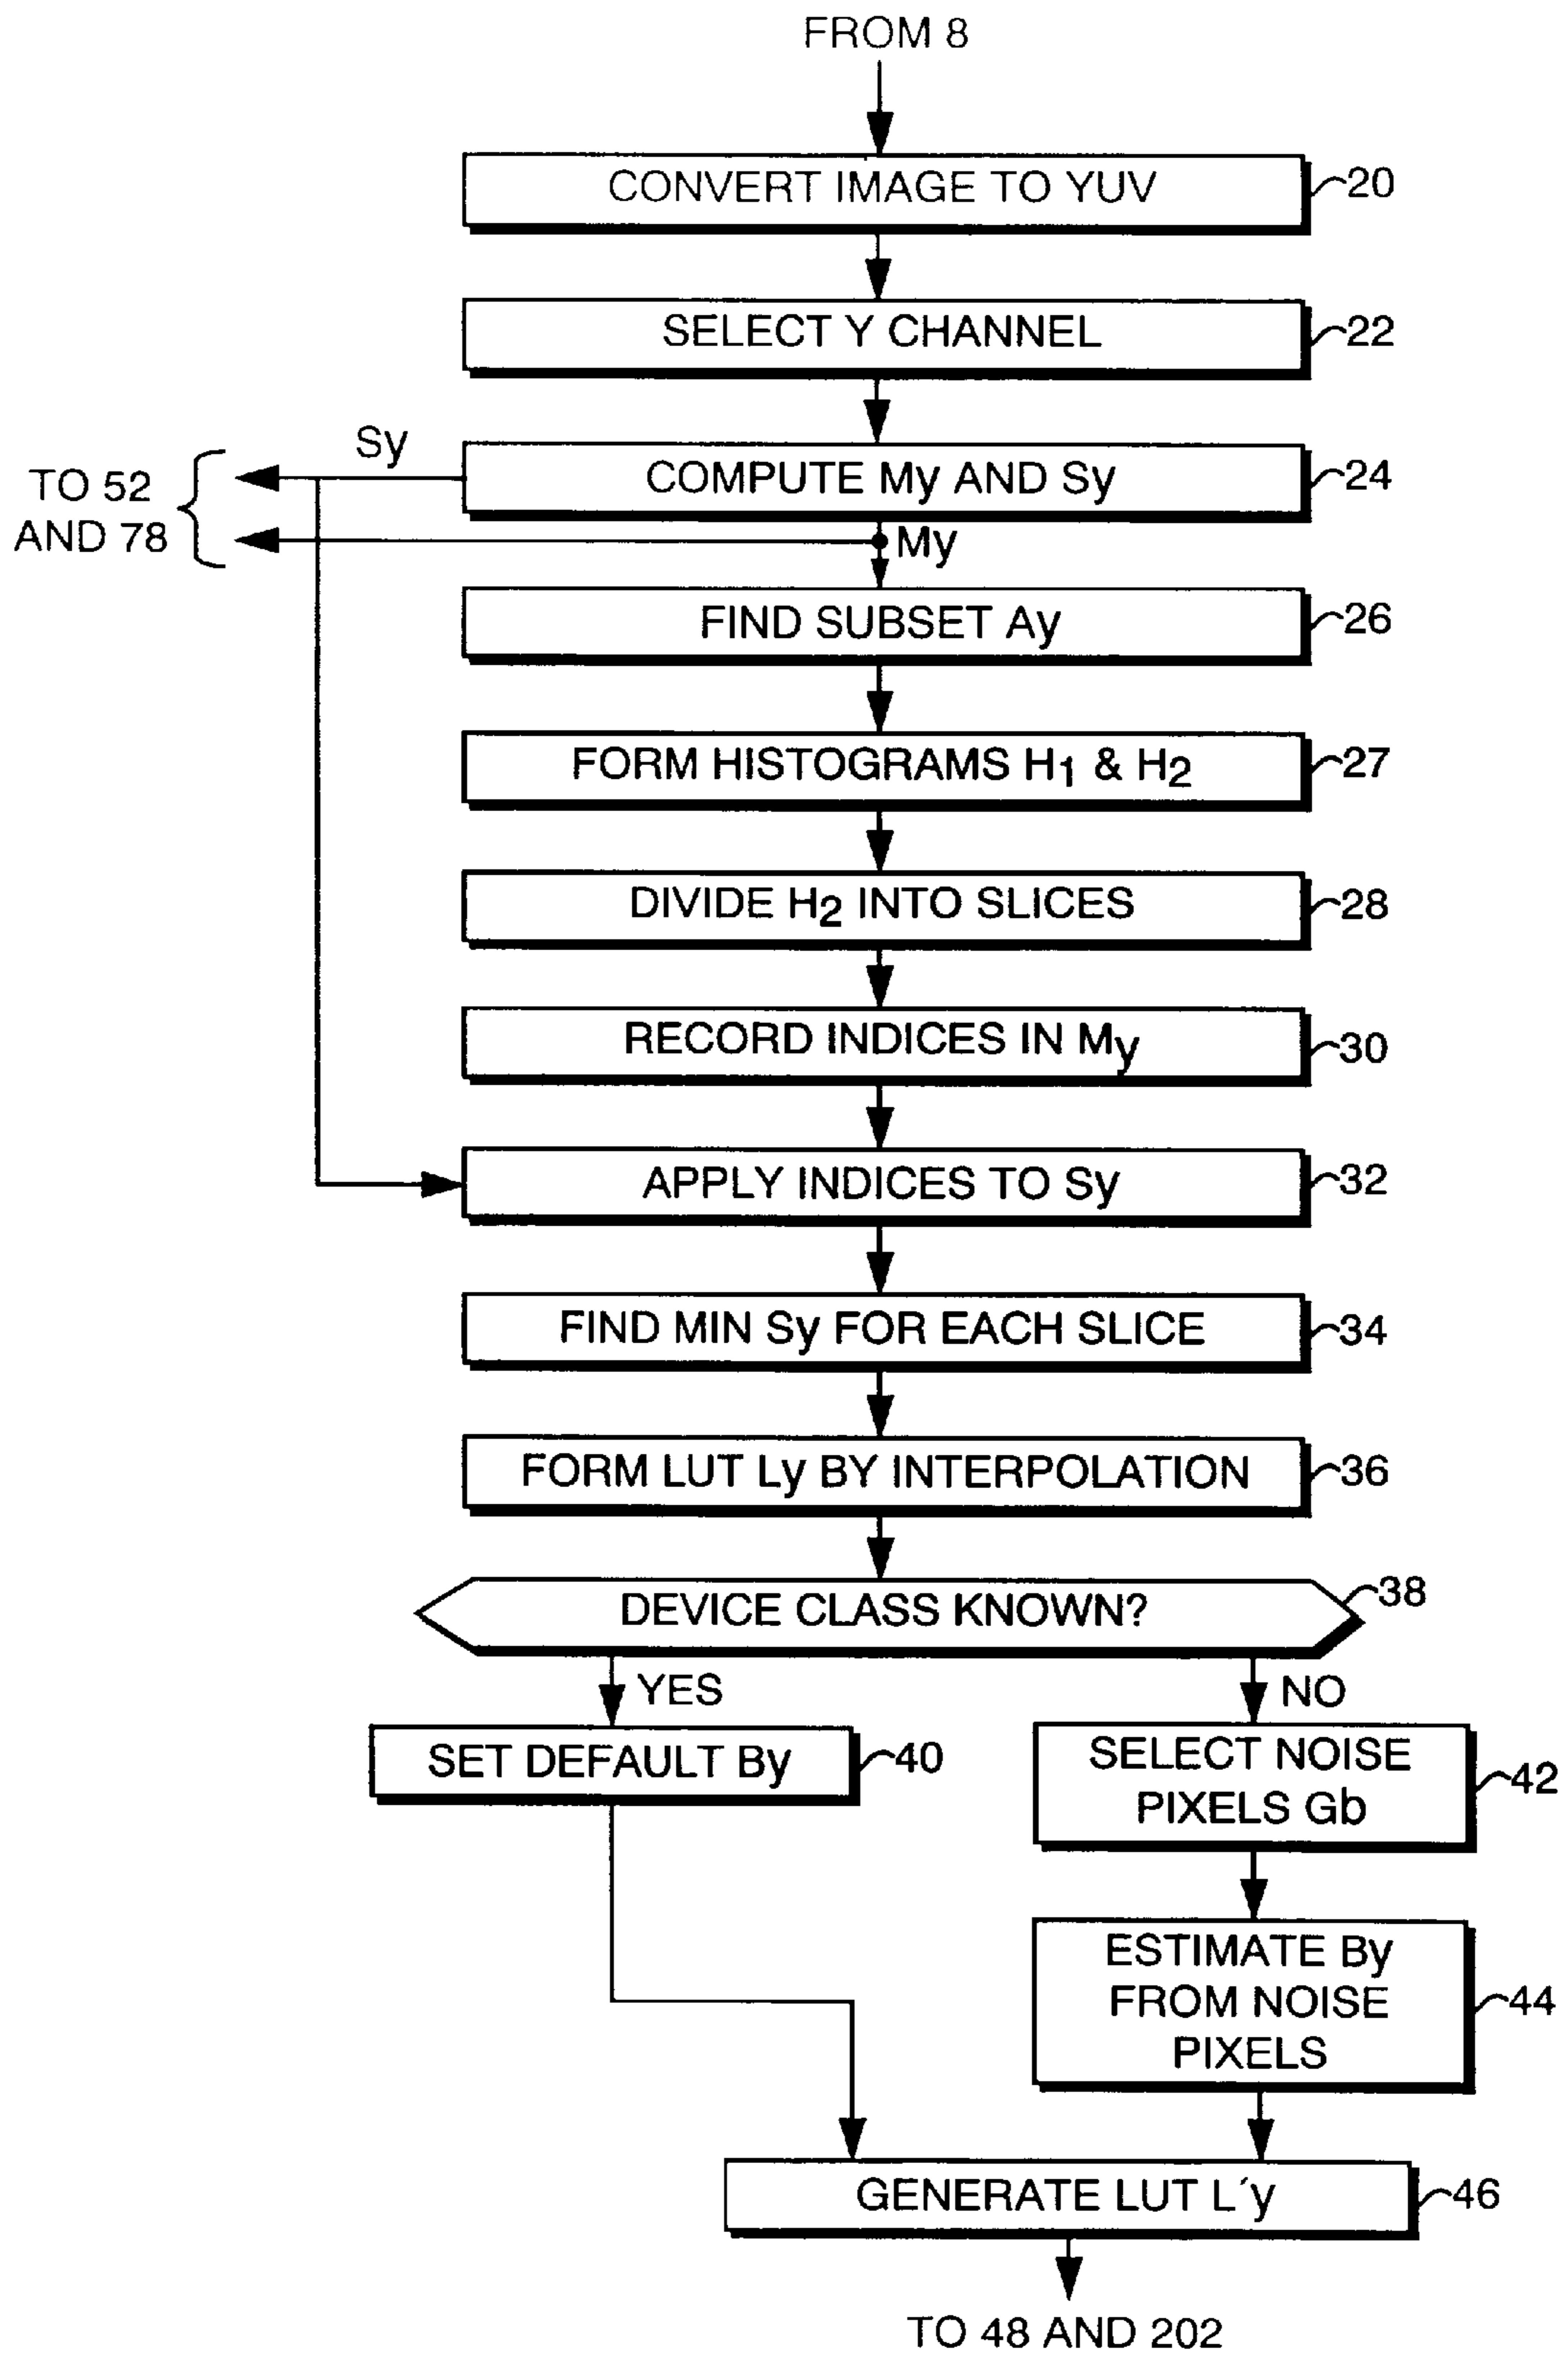 FROM 8
CONVERT IMAGE TO YUV
20
SELECT Y CHANNEL
22
Sy
TO 52
AND 78
COMPUTE My AND Sy
24
My
FIND SUBSET Ay
26
FORM HISTOGRAMS H1 & H2
27
DIVIDE H2 INTO SLICES
28
RECORD INDICES IN My
30
APPLY INDICES TO Sy
32
FIND MIN Sy FOR EACH SLICE
34
FORM LUT Ly BY INTERPOLATION
36
DEVICE CLASS KNOWN?
38
YES
NO
SET DEFAULT By
40
SELECT NOISE
PIXELS Gb
42
ESTIMATE By
FROM NOISE
PIXELS
44
GENERATE LUT L´y
46
TO 48 AND 202